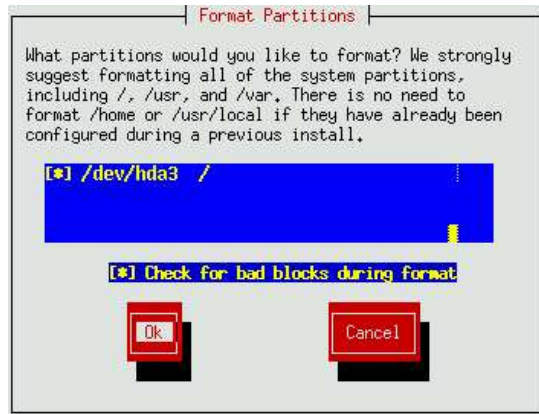 Format Partitions
What partitions would you like to format? We strongly
suggest formatting all of the system partitions,
including /, /usr, and /var. There is no need to
format /home or /usr/local if they have already been
configured during a previous install.
[*] /dev/hda3 /
[*] Check for bad blocks during format
Ok Cancel